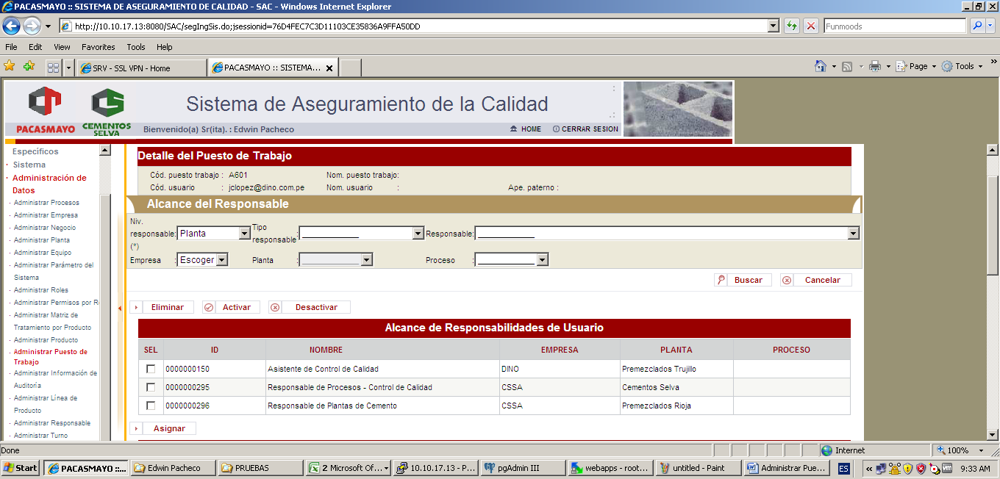 PACASMAYO :: SISTEMA DE ASEGURAMIENTO DE CALIDAD - SAC - Windows Internet Explorer
http://10.10.17.13:8080/SAC/segIngSis.do;jsessionid=76D4FEC7C3D11103CE35836A9FFA50DD
Funmoods
File Edit View Favorites Tools Help
SRV - SSL VPN - Home
PACASMAYO :: SISTEMA...
Page Tools »
PACASMAYO
CEMENTOS SELVA
Sistema de Aseguramiento de la Calidad
Bienvenido(a) Sr(ita). : Edwin Pacheco
HOME
CERRAR SESION
Específicos
· Sistema
· Administración de
Datos
· Administrar Procesos
· Administrar Empresa
· Administrar Negocio
· Administrar Planta
· Administrar Equipo
· Administrar Parámetro del
Sistema
· Administrar Roles
· Administrar Permisos por R
· Administrar Matriz de
Tratamiento por Producto
· Administrar Producto
· Administrar Puesto de
Trabajo
· Administrar Información de
Auditoría
· Administrar Línea de
Producto
· Administrar Responsable
· Administrar Turno
Detalle del Puesto de Trabajo
Cód. puesto trabajo : A601 Nom. puesto trabajo:
Cód. usuario : jclopez@dino.com.pe Nom. usuario : Ape. paterno :
Alcance del Responsable
Niv. responsable: (*) Planta
Tipo responsable : ____________
Responsable: ____________
Empresa : Escoger
Planta : ____________
Proceso : ____________
Buscar
Cancelar
Eliminar
Activar
Desactivar
Alcance de Responsabilidades de Usuario
SEL ID NOMBRE EMPRESA PLANTA PROCESO
0000000150 Asistente de Control de Calidad DINO Premezclados Trujillo
0000000295 Responsable de Procesos - Control de Calidad CSSA Cementos Selva
0000000296 Responsable de Plantas de Cemento CSSA Premezclados Rioja
Asignar
Done
Internet
100%
Start
PACASMAYO ::...
Edwin Pacheco
PRUEBAS
2 Microsoft Of...
10.10.17.13 - P...
pgAdmin III
webapps - root...
untitled - Paint
Administrar Pue...
ES
«
9:33 AM